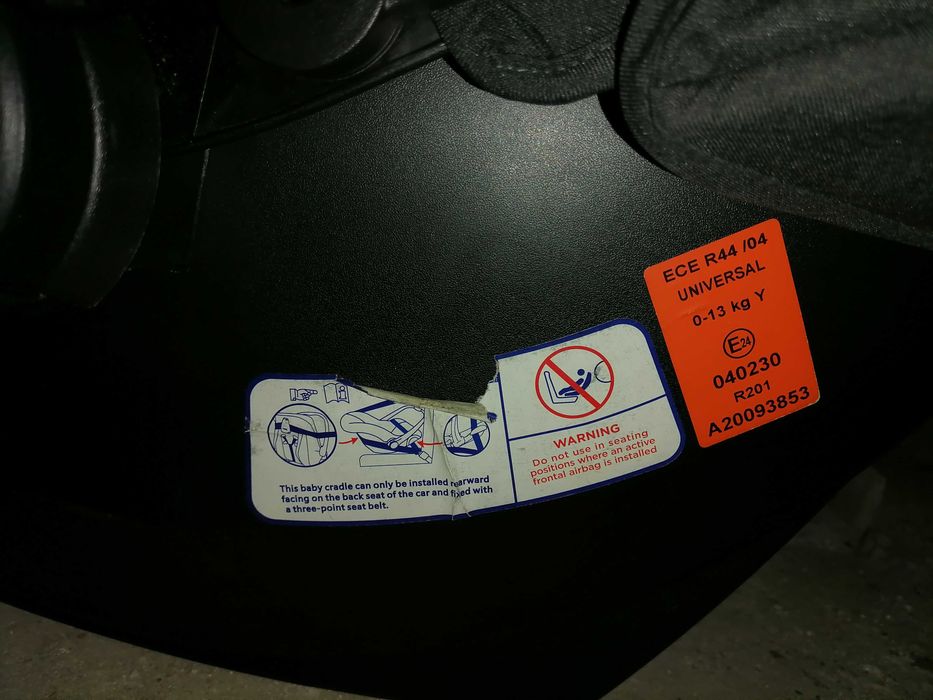 This baby cradle can only be installed rearward
facing on the back seat of the car and fixed with
a three-point seat belt.
WARNING
Do not use in seating
positions where an active
frontal airbag is installed
ECE R44 /04
UNIVERSAL
0-13 kg Y
E24
040230
R201
A20093853